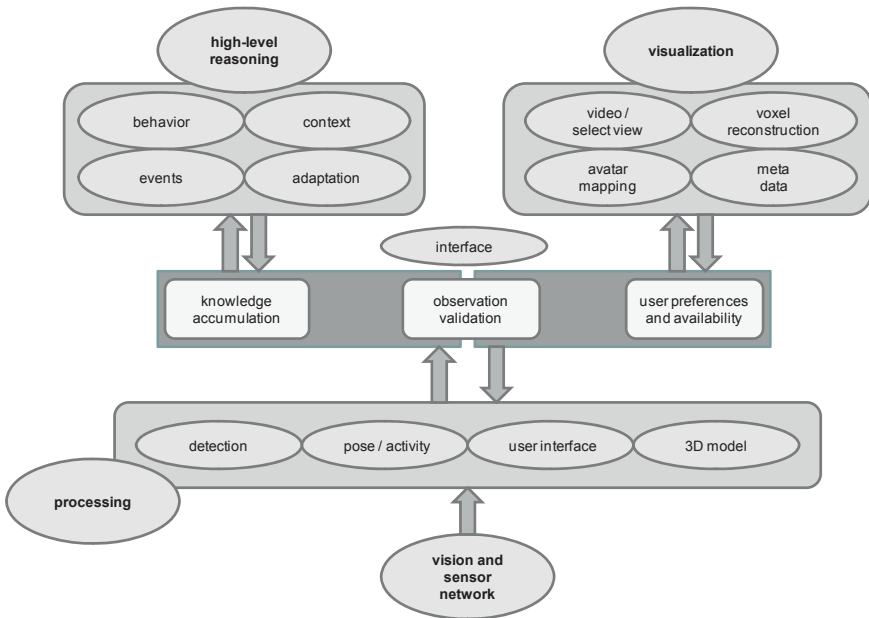 high-level
reasoning
visualization
behavior
context
video /
select view
voxel
reconstruction
events
adaptation
avatar
mapping
meta
data
interface
knowledge
accumulation
observation
validation
user preferences
and availability
detection
pose / activity
user interface
3D model
processing
vision and
sensor
network